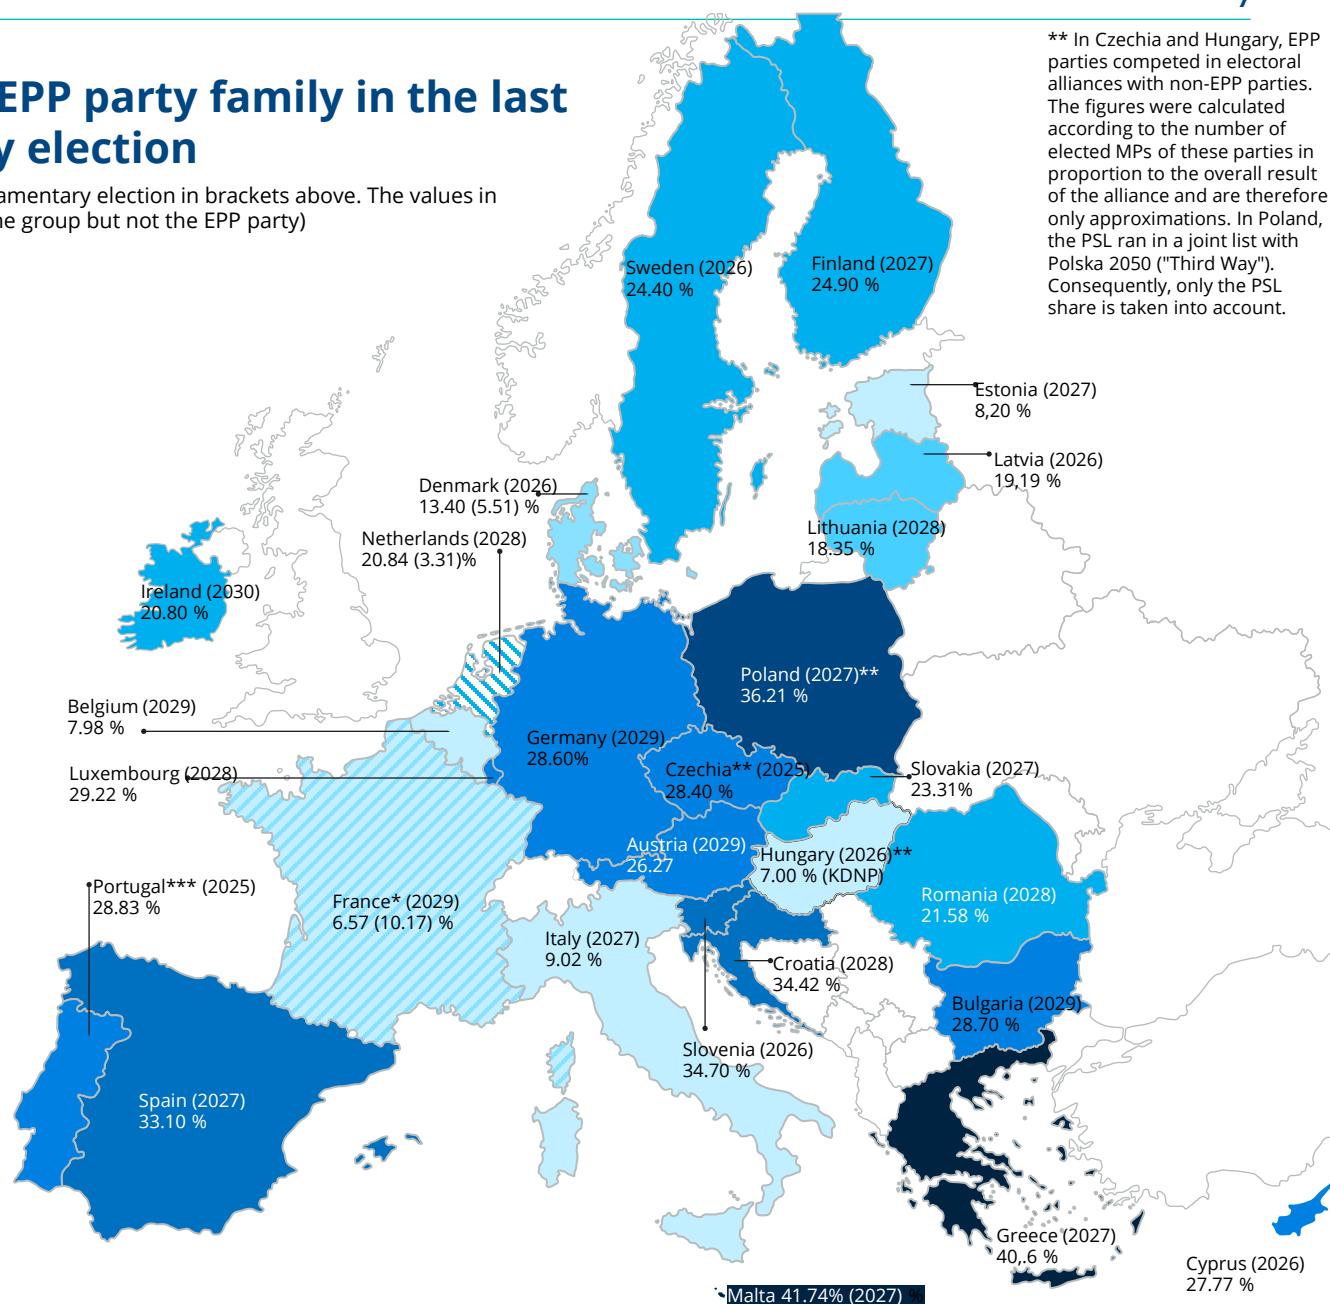 EPP party family in the last
y election
amentary election in brackets above. The values in
ne group but not the EPP party)
** In Czechia and Hungary, EPP
parties competed in electoral
alliances with non-EPP parties.
The figures were calculated
according to the number of
elected MPs of these parties in
proportion to the overall result
of the alliance and are therefore
only approximations. In Poland,
the PSL ran in a joint list with
Polska 2050 ("Third Way").
Consequently, only the PSL
share is taken into account.
Sweden (2026)
24.40 %
Finland (2027)
24.90 %
Estonia (2027)
8,20 %
Latvia (2026)
19,19 %
Denmark (2026)
13.40 (5.51) %
Lithuania (2028)
18.35 %
Netherlands (2028)
20.84 (3.31)%
Ireland (2030)
20.80 %
Poland (2027)**
36.21 %
Belgium (2029)
7.98 %
Germany (2029)
28.60%
Luxembourg (2028)
29.22 %
Czechia** (2025)
28.40 %
Slovakia (2027)
23.31%
Austria (2029)
26.27
Hungary (2026)**
7.00 % (KDNP)
Portugal*** (2025)
28.83 %
France* (2029)
6.57 (10.17) %
Romania (2028)
21.58 %
Italy (2027)
9.02 %
Croatia (2028)
34.42 %
Bulgaria (2029)
28.70 %
Slovenia (2026)
34.70 %
Spain (2027)
33.10 %
Greece (2027)
40,.6 %
Cyprus (2026)
27.77 %
Malta 41.74% (2027) %